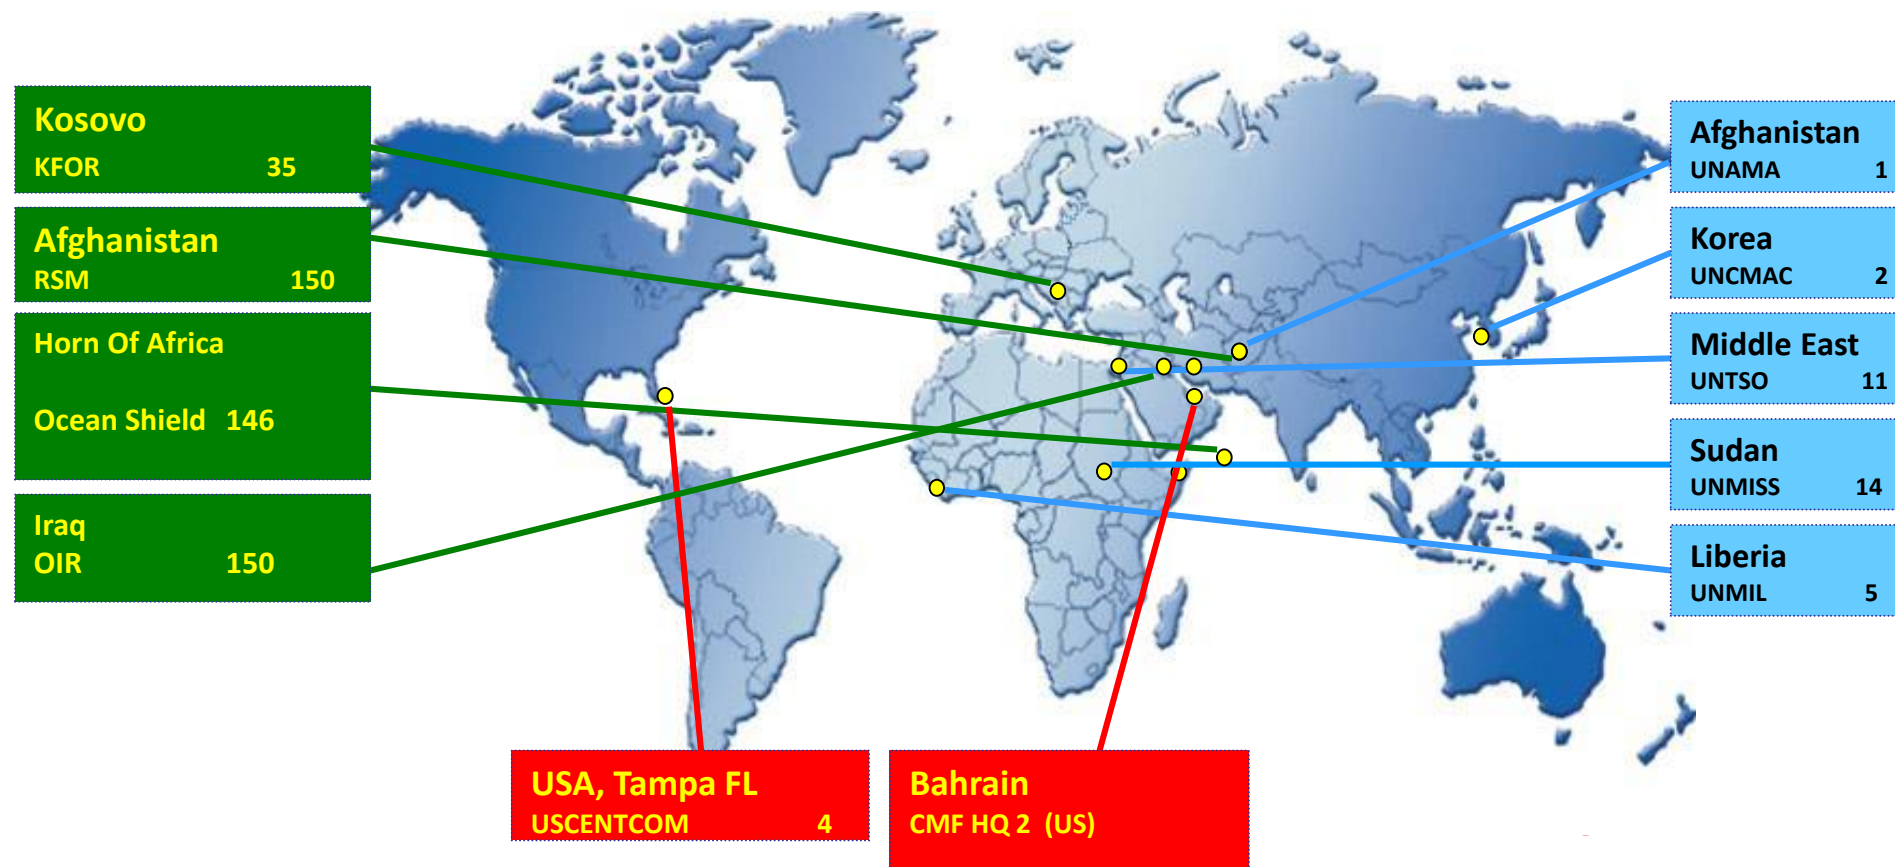 Kosovo
KFOR 35
Afghanistan
RSM 150
Horn Of Africa
Ocean Shield 146
Iraq
OIR 150
USA, Tampa FL
USCENTCOM 4
Bahrain
CMF HQ 2 (US)
Afghanistan
UNAMA 1
Korea
UNCMAC 2
Middle East
UNTSO 11
Sudan
UNMISS 14
Liberia
UNMIL 5